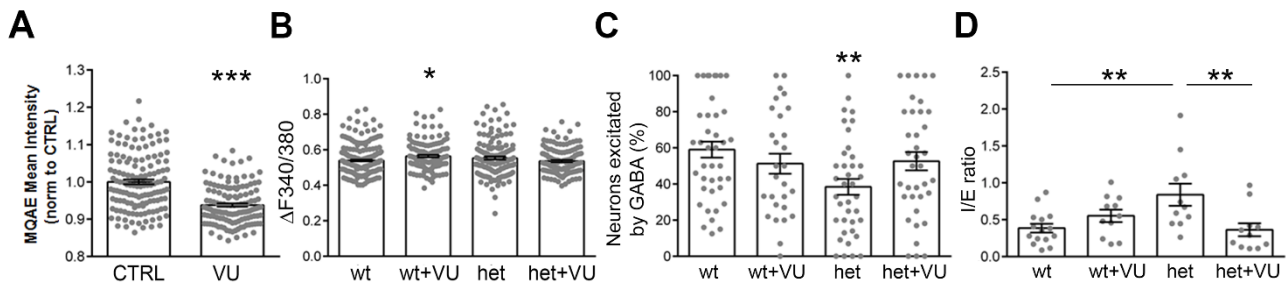 A
MQAE Mean Intensity
(norm to CTRL)
1.3
1.2
1.1
1.0
0.9
0.8
***
CTRL
VU
B
ΔF340/380
1.0
0.8
0.6
0.4
0.2
0.0
*
wt
wt+VU
het
het+VU
C
Neurons excitated
by GABA (%)
100
80
60
40
20
0
**
wt
wt+VU
het
het+VU
D
I/E ratio
2.5
2.0
1.5
1.0
0.5
0.0
**
**
wt
wt+VU
het
het+VU